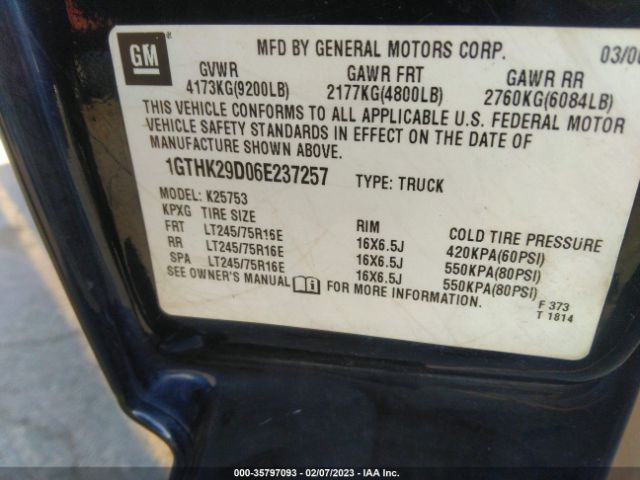 GM
®
MFD BY GENERAL MOTORS CORP. 03/06
GVWR GAWR FRT GAWR RR
4173KG(9200LB) 2177KG(4800LB) 2760KG(6084LB)
THIS VEHICLE CONFORMS TO ALL APPLICABLE U.S. FEDERAL MOTOR
VEHICLE SAFETY STANDARDS IN EFFECT ON THE DATE OF
MANUFACTURE SHOWN ABOVE.
1GTHK29D06E237257 TYPE: TRUCK
MODEL: K25753
KPXG TIRE SIZE RIM COLD TIRE PRESSURE
FRT LT245/75R16E 16X6.5J 420KPA(60PSI)
RR LT245/75R16E 16X6.5J 550KPA(80PSI)
SPA LT245/75R16E 16X6.5J 550KPA(80PSI)
SEE OWNER'S MANUAL FOR MORE INFORMATION.
F 373
T 1814
000-35797093 - 02/07/2023 - IAA Inc.